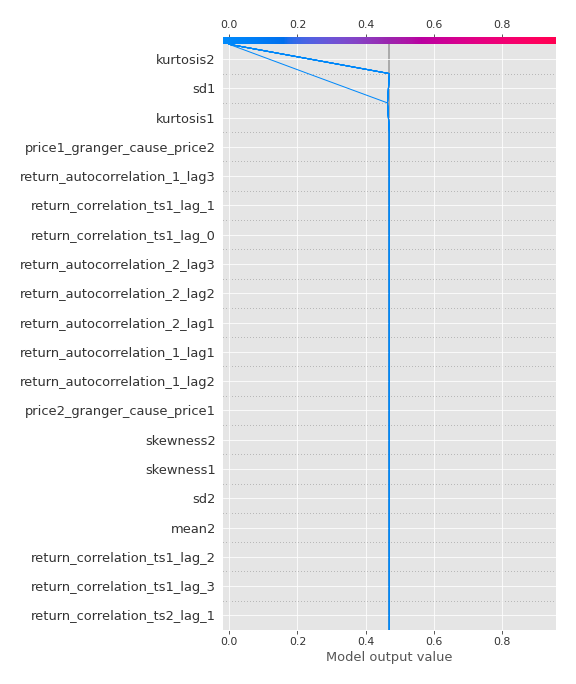 0.0 0.2 0.4 0.6 0.8
kurtosis2
sd1
kurtosis1
price1_granger_cause_price2
return_autocorrelation_1_lag3
return_correlation_ts1_lag_1
return_correlation_ts1_lag_0
return_autocorrelation_2_lag3
return_autocorrelation_2_lag2
return_autocorrelation_2_lag1
return_autocorrelation_1_lag1
return_autocorrelation_1_lag2
price2_granger_cause_price1
skewness2
skewness1
sd2
mean2
return_correlation_ts1_lag_2
return_correlation_ts1_lag_3
return_correlation_ts2_lag_1
0.0 0.2 0.4 0.6 0.8
Model output value